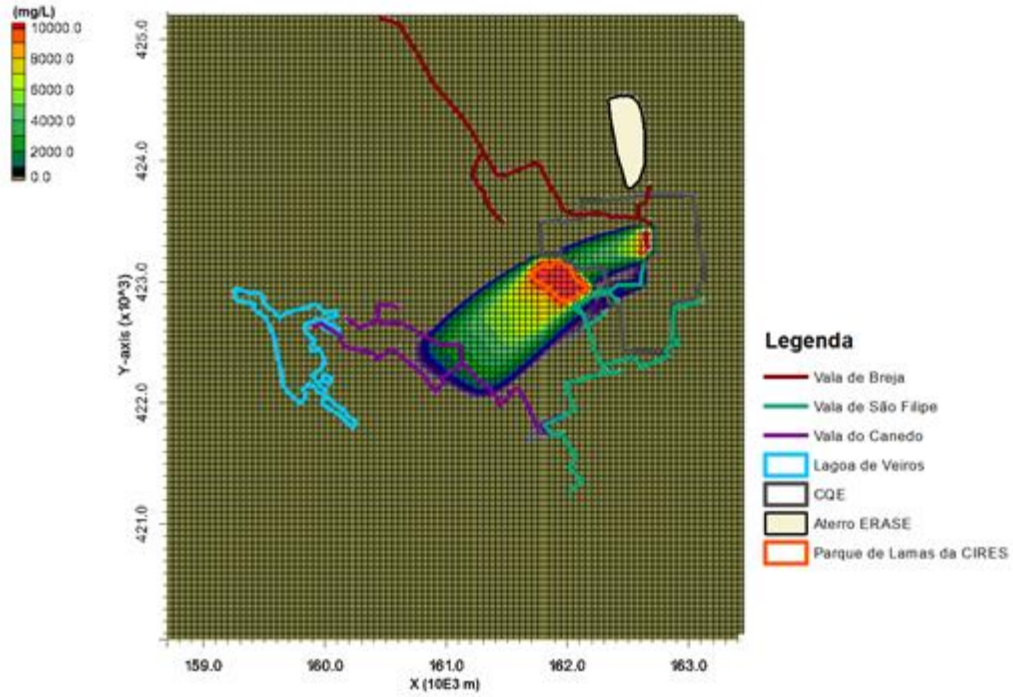 (mg/L)
10000.0
8000.0
6000.0
4000.0
2000.0
0.0
Y-axis (x10^3)
425.0
424.0
423.0
422.0
421.0
159.0
160.0
161.0
162.0
163.0
X (10E3 m)
Legenda
Vala de Breja
Vala de São Filipe
Vala do Canedo
Lagoa de Veiros
CQE
Aterro ERASE
Parque de Lamas da CIRES